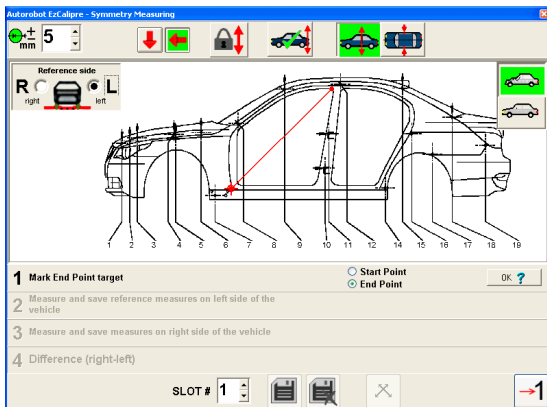 Autorobot EzCalipre - Symmetry Measuring
± mm 5
Reference side
R L
right left
1 2 3 4 5 6 7 8 9 10 11 12 14 15 16 17 18 19
1 Mark End Point target
Start Point
End Point
OK ?
2 Measure and save reference measures on left side of the
vehicle
3 Measure and save measures on right side of the vehicle
4 Difference (right-left)
SLOT # 1
→1